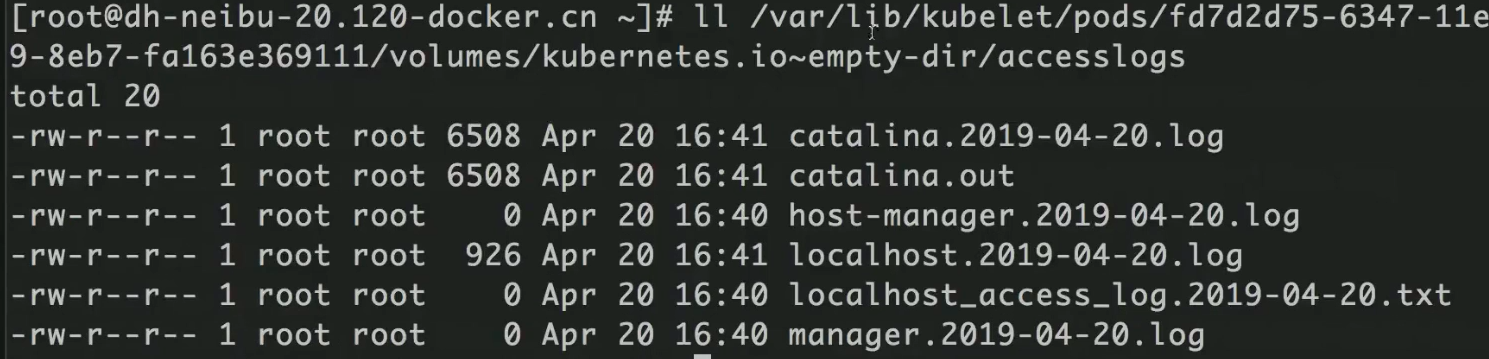 [root@dh-neibu-20.120-docker.cn ~]# ll /var/lib/kubelet/pods/fd7d2d75-6347-11e
9-8eb7-fa163e369111/volumes/kubernetes.io~empty-dir/accesslogs
total 20
-rw-r--r-- 1 root root 6508 Apr 20 16:41 catalina.2019-04-20.log
-rw-r--r-- 1 root root 6508 Apr 20 16:41 catalina.out
-rw-r--r-- 1 root root    0 Apr 20 16:40 host-manager.2019-04-20.log
-rw-r--r-- 1 root root  926 Apr 20 16:41 localhost.2019-04-20.log
-rw-r--r-- 1 root root    0 Apr 20 16:40 localhost_access_log.2019-04-20.txt
-rw-r--r-- 1 root root    0 Apr 20 16:40 manager.2019-04-20.log